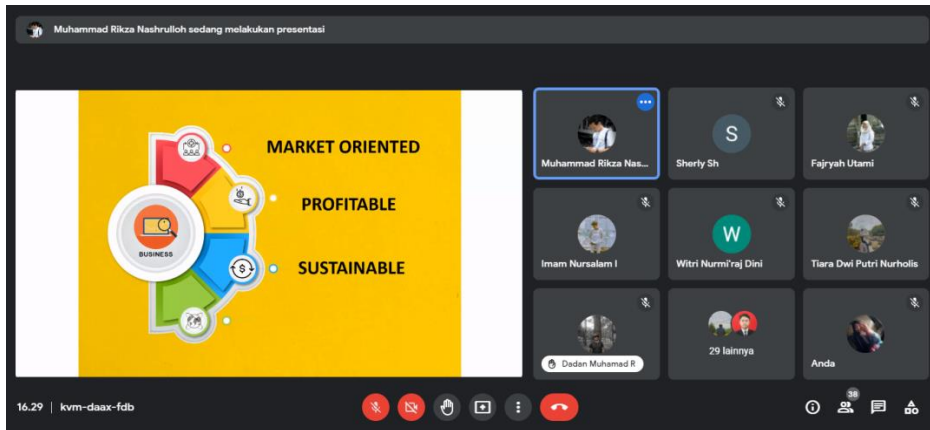 Muhammad Rikza Nashrulloh sedang melakukan presentasi
MARKET ORIENTED
PROFITABLE
SUSTAINABLE
BUSINESS
Muhammad Rikza Nas...
S
Sherly Sh
Fajryah Utami
Imam Nursalam I
W
Witri Nurmi'raj Dini
Tiara Dwi Putri Nurholis
Dadan Muhamad R
29 lainnya
Anda
16.29 | kvm-daax-fdb
38